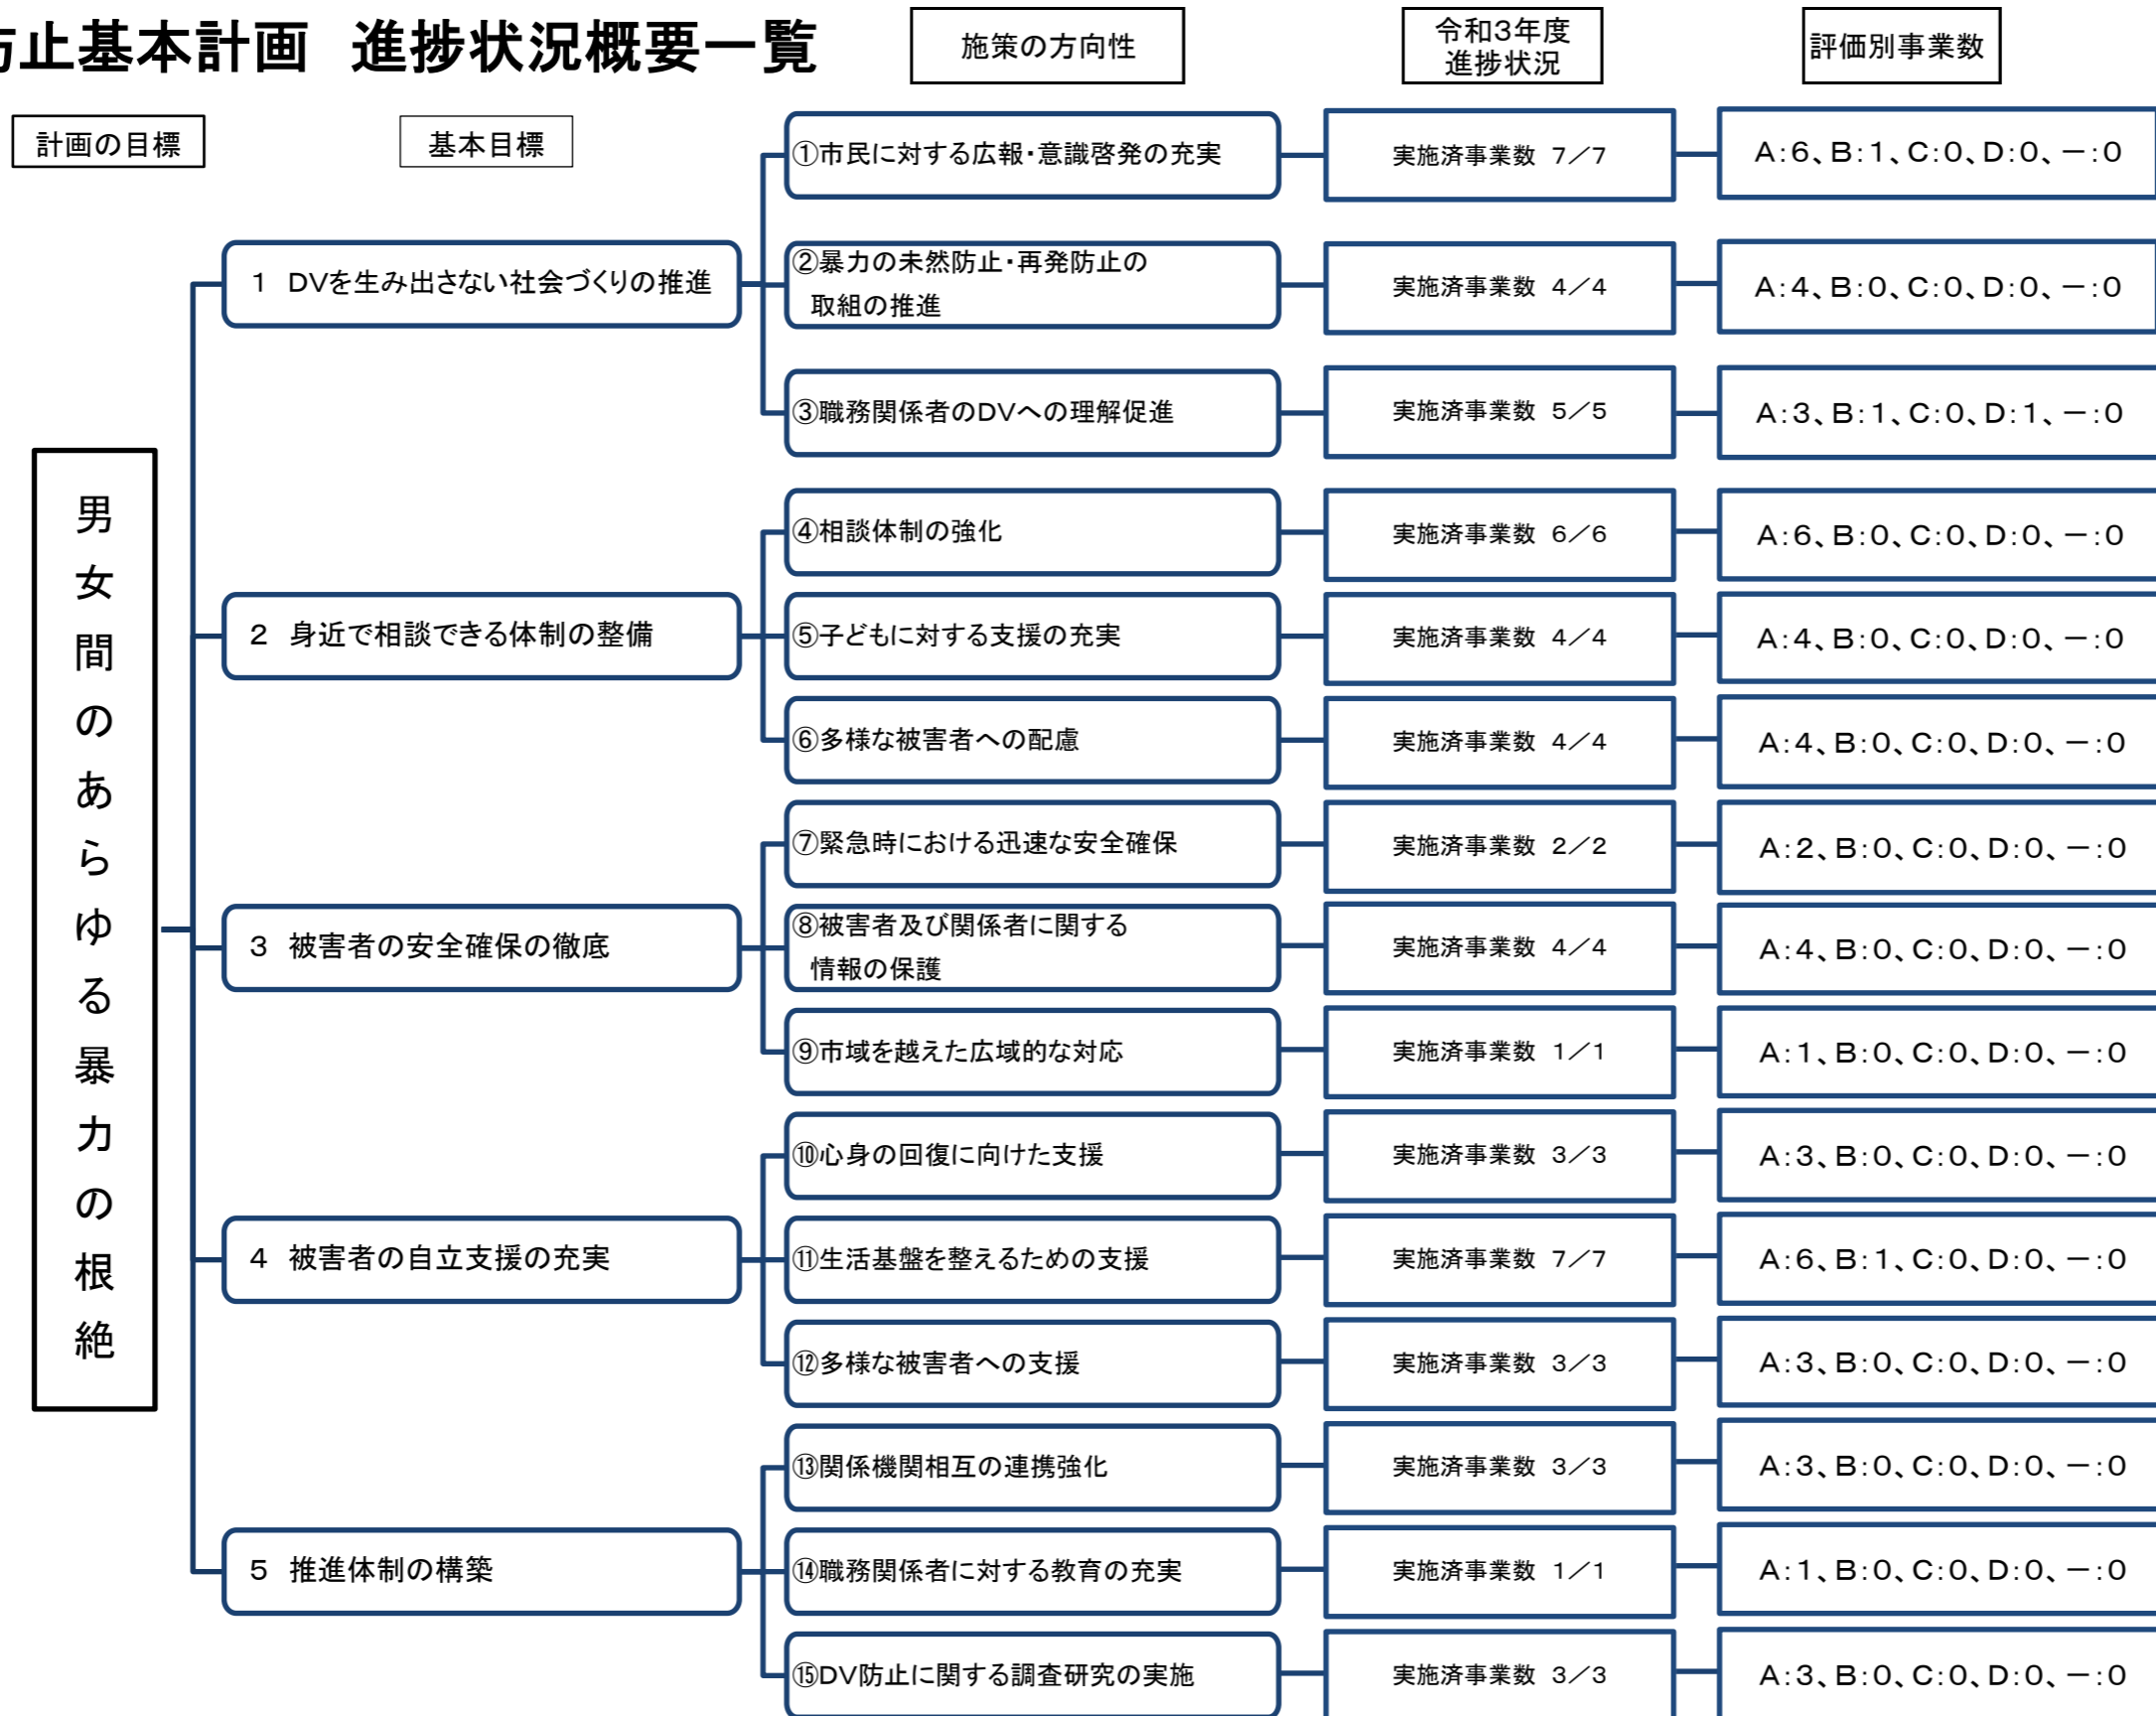 防止基本計画　進捗状況概要一覧
施策の方向性
令和3年度
進捗状況
評価別事業数
計画の目標
基本目標
男女間のあらゆる暴力の根絶
1　DVを生み出さない社会づくりの推進
①市民に対する広報・意識啓発の充実
実施済事業数　7／7
A:6、B:1、C:0、D:0、－:0
②暴力の未然防止・再発防止の
取組の推進
実施済事業数　4／4
A:4、B:0、C:0、D:0、－:0
③職務関係者のDVへの理解促進
実施済事業数　5／5
A:3、B:1、C:0、D:1、－:0
2　身近で相談できる体制の整備
④相談体制の強化
実施済事業数　6／6
A:6、B:0、C:0、D:0、－:0
⑤子どもに対する支援の充実
実施済事業数　4／4
A:4、B:0、C:0、D:0、－:0
⑥多様な被害者への配慮
実施済事業数　4／4
A:4、B:0、C:0、D:0、－:0
3　被害者の安全確保の徹底
⑦緊急時における迅速な安全確保
実施済事業数　2／2
A:2、B:0、C:0、D:0、－:0
⑧被害者及び関係者に関する
情報の保護
実施済事業数　4／4
A:4、B:0、C:0、D:0、－:0
⑨市域を越えた広域的な対応
実施済事業数　1／1
A:1、B:0、C:0、D:0、－:0
4　被害者の自立支援の充実
⑩心身の回復に向けた支援
実施済事業数　3／3
A:3、B:0、C:0、D:0、－:0
⑪生活基盤を整えるための支援
実施済事業数　7／7
A:6、B:1、C:0、D:0、－:0
⑫多様な被害者への支援
実施済事業数　3／3
A:3、B:0、C:0、D:0、－:0
5　推進体制の構築
⑬関係機関相互の連携強化
実施済事業数　3／3
A:3、B:0、C:0、D:0、－:0
⑭職務関係者に対する教育の充実
実施済事業数　1／1
A:1、B:0、C:0、D:0、－:0
⑮DV防止に関する調査研究の実施
実施済事業数　3／3
A:3、B:0、C:0、D:0、－:0